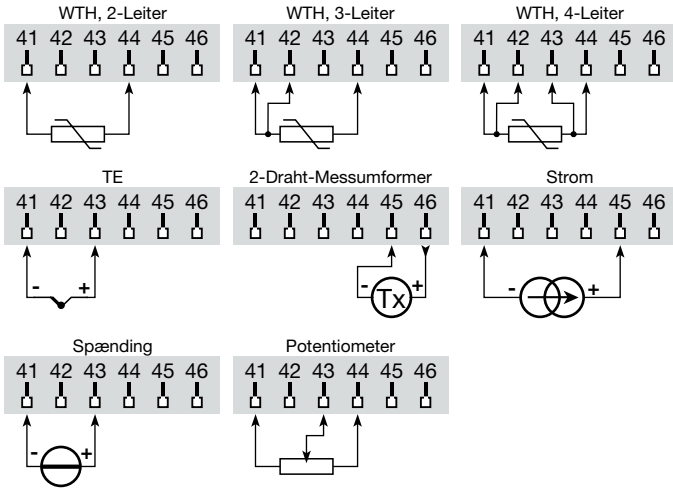 WTH, 2-Leiter
41 42 43 44 45 46
WTH, 3-Leiter
41 42 43 44 45 46
WTH, 4-Leiter
41 42 43 44 45 46
TE
41 42 43 44 45 46
- +
2-Draht-Messumformer
41 42 43 44 45 46
- Tx +
Strom
41 42 43 44 45 46
- +
Spænding
41 42 43 44 45 46
- +
Potentiometer
41 42 43 44 45 46